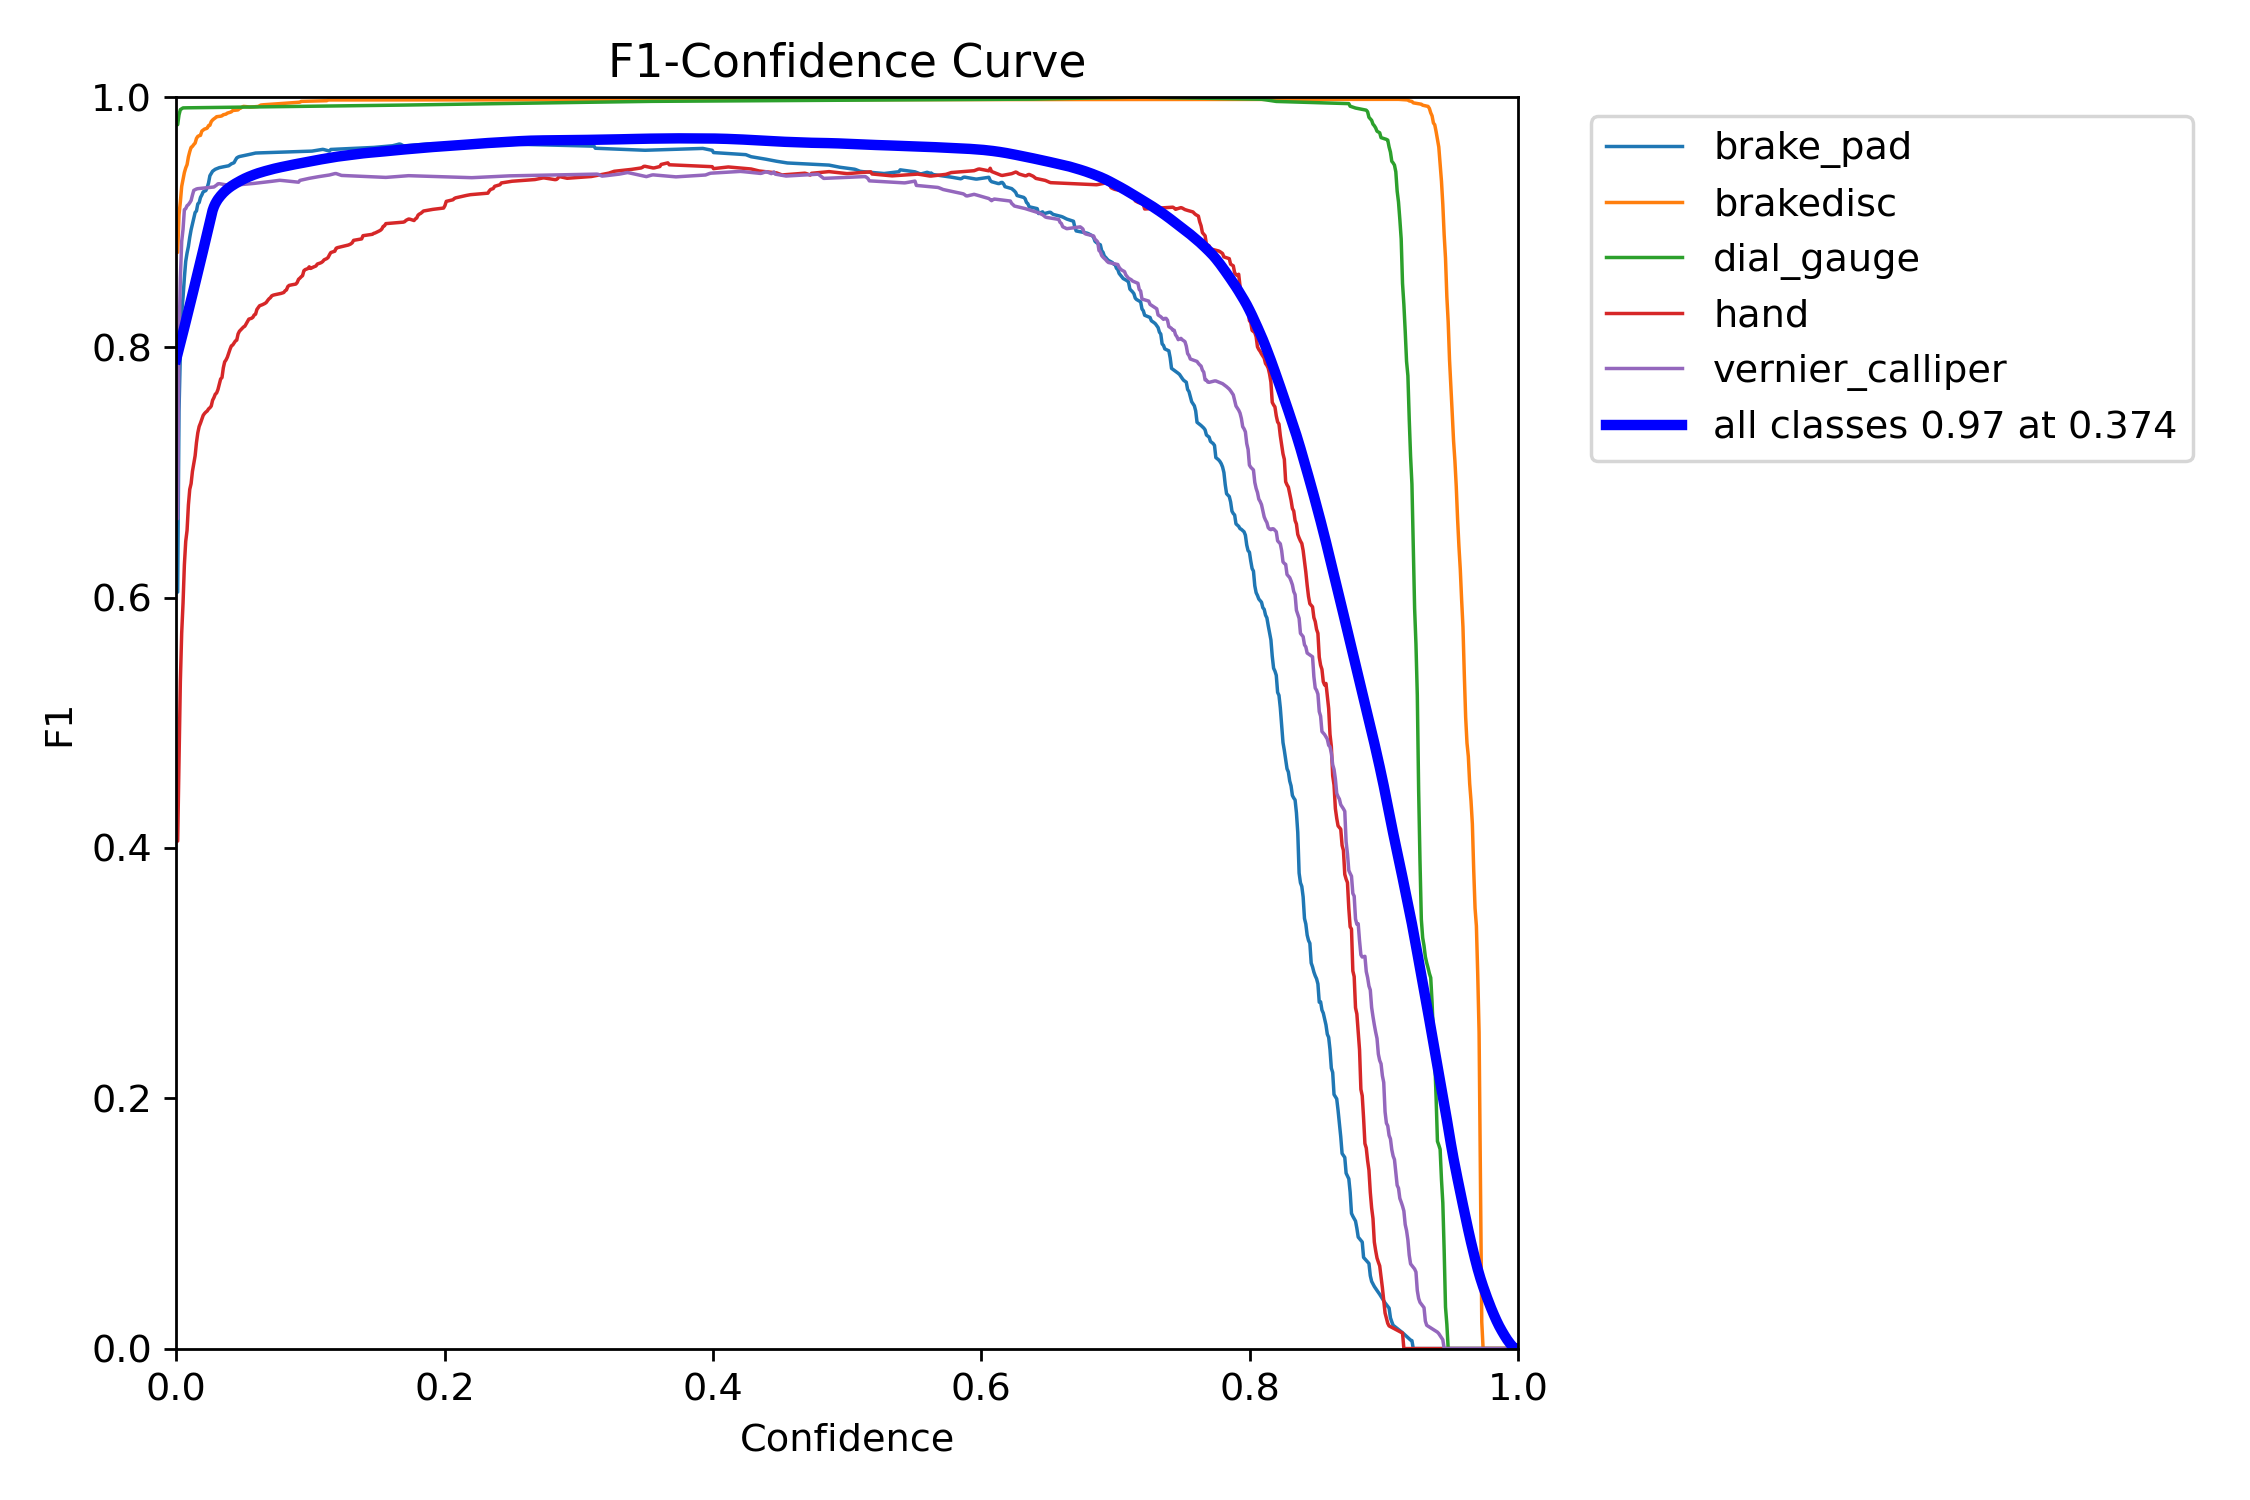 F1-Confidence Curve
1.0
0.8
0.6
0.4
0.2
0.0
F1
0.0 0.2 0.4 0.6 0.8 1.0
Confidence
brake_pad
brakedisc
dial_gauge
hand
vernier_calliper
all classes 0.97 at 0.374